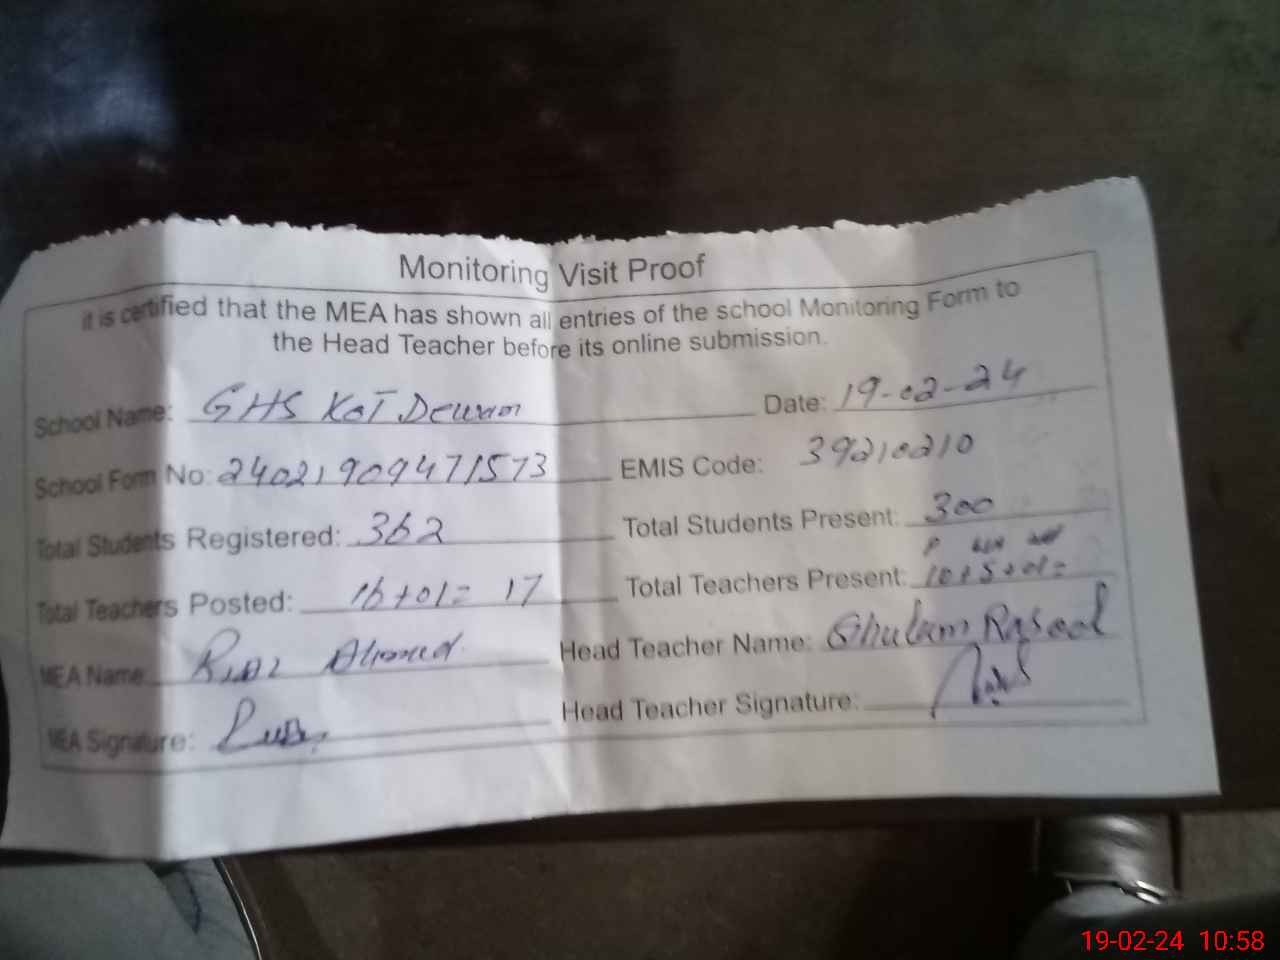 Monitoring Visit Proof
it is certified that the MEA has shown all entries of the school Monitoring Form to
the Head Teacher before its online submission.
School Name: GHS Kot Dewan Date: 19-02-24
School Form No: 24021909471573 EMIS Code: 39210210
Total Students Registered: 362 Total Students Present: 300
P
Total Teachers Posted: 16+01= 17 Total Teachers Present: 10+5+01=
MEA Name: Riaz Ahmed Head Teacher Name: Ghulam Rasool
MEA Signature: Head Teacher Signature:
19-02-24 10:58